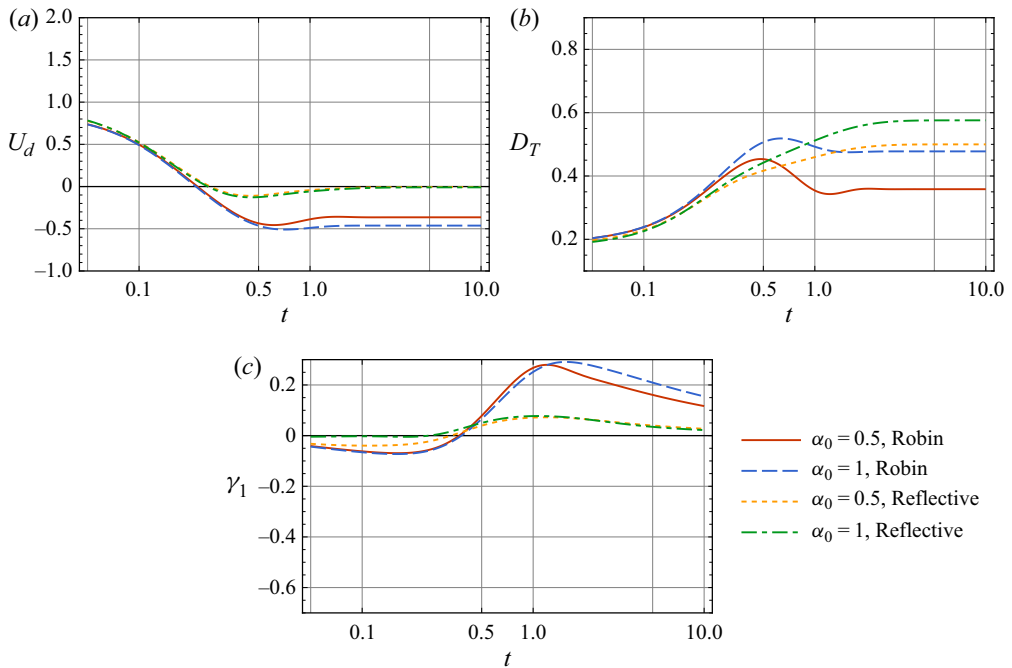 (a)
2.0
1.5
1.0
U_d 0.5
0
–0.5
–1.0
0.1 0.5 1.0 10.0
t
(b)
0.8
D_T 0.6
0.4
0.2
0.1 0.5 1.0 10.0
t
(c)
0.2
0
γ_1 –0.2
–0.4
–0.6
0.1 0.5 1.0 10.0
t
α_0 = 0.5, Robin
α_0 = 1, Robin
α_0 = 0.5, Reflective
α_0 = 1, Reflective